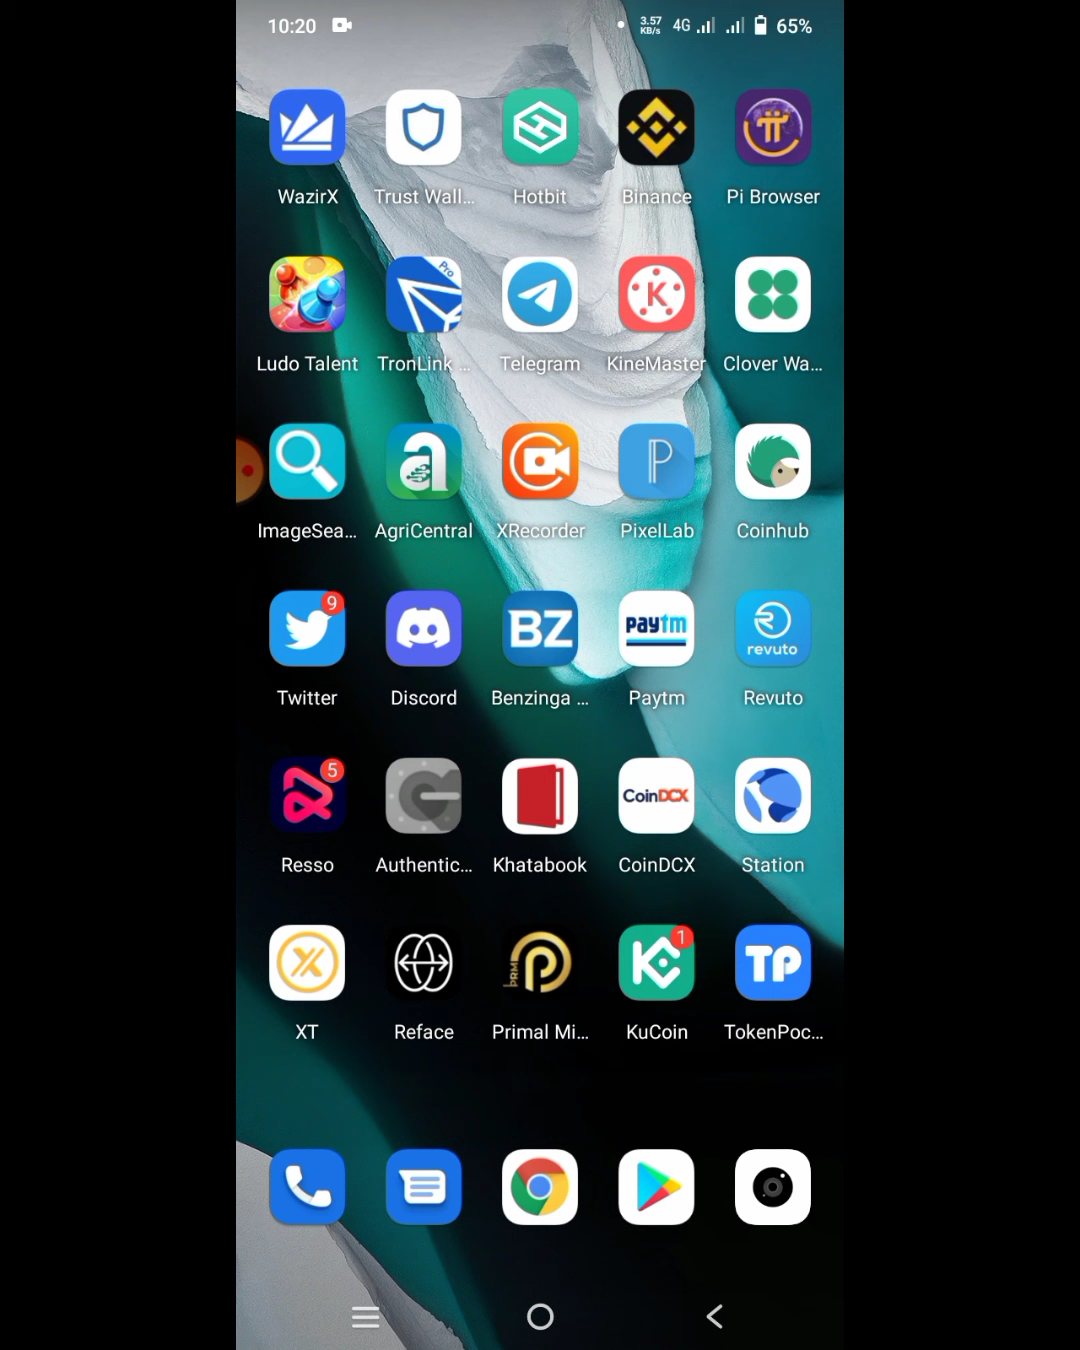 10:20 3.57 KB/s 4G 65%
WazirX Trust Wall... Hotbit Binance Pi Browser
Pro
Ludo Talent TronLink ... Telegram KineMaster Clover Wa...
K
a
P
ImageSea... AgriCentral XRecorder PixelLab Coinhub
9
BZ paytm revuto
Twitter Discord Benzinga ... Paytm Revuto
5
CoinDCX
Resso Authentic... Khatabook CoinDCX Station
1
PRM TP
XT Reface Primal Mi... KuCoin TokenPoc...